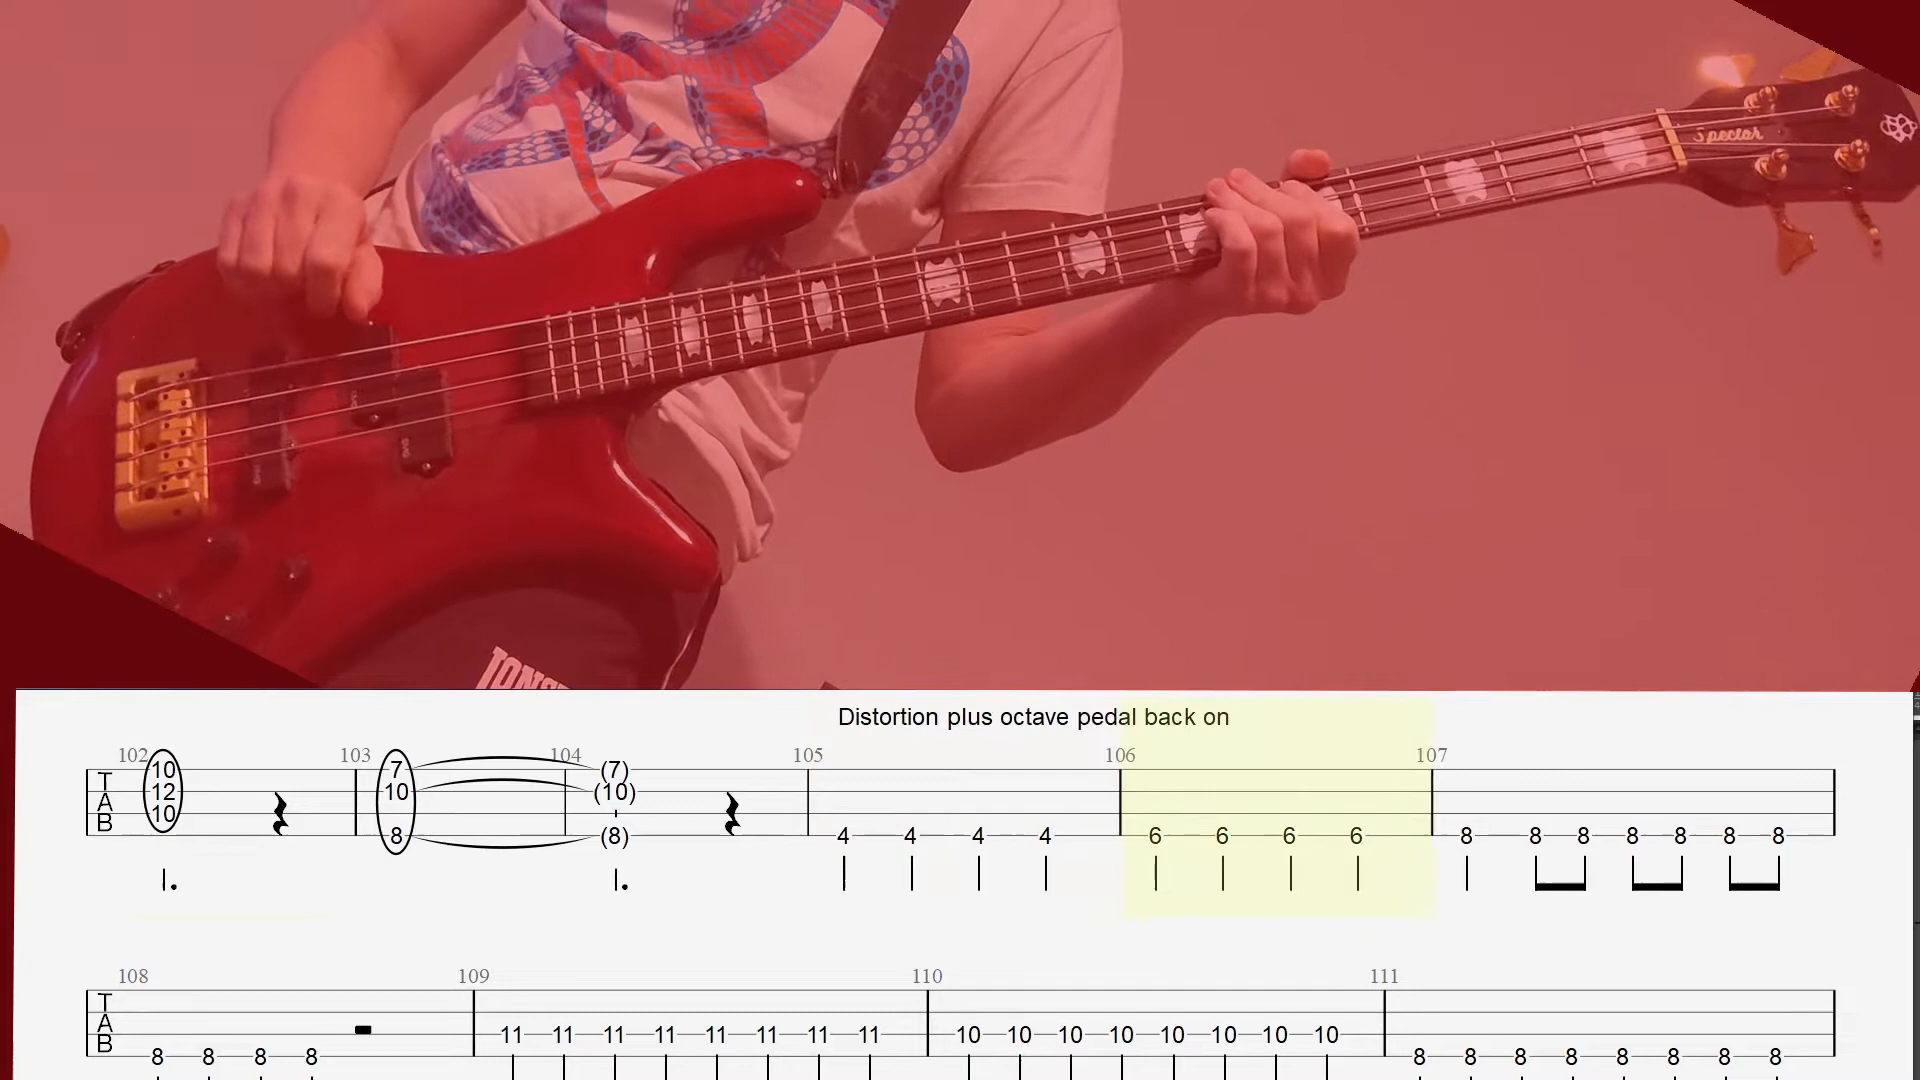 Spector
EMG
EMG
Distortion plus octave pedal back on
102 103 104 105 106 107
T A B
10 7 (7)
12 10 (10)
10
8 (8) 4 4 4 4 6 6 6 6 8 8 8 8 8 8 8
108 109 110 111
T A B
11 11 11 11 11 11 11 11 10 10 10 10 10 10 10 10
8 8 8 8 8 8 8 8 8 8 8 8